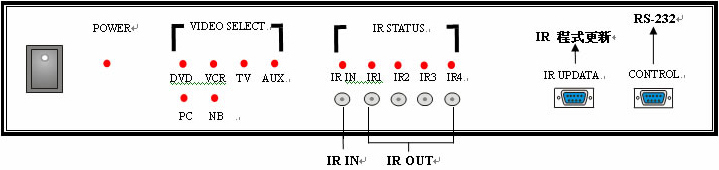 RS-232
IR 程式更新
POWER
VIDEO SELECT
IR STATUS
DVD VCR TV AUX
IR IN IR1 IR2 IR3 IR4
IR UPDATA
CONTROL
PC NB
IR IN
IR OUT